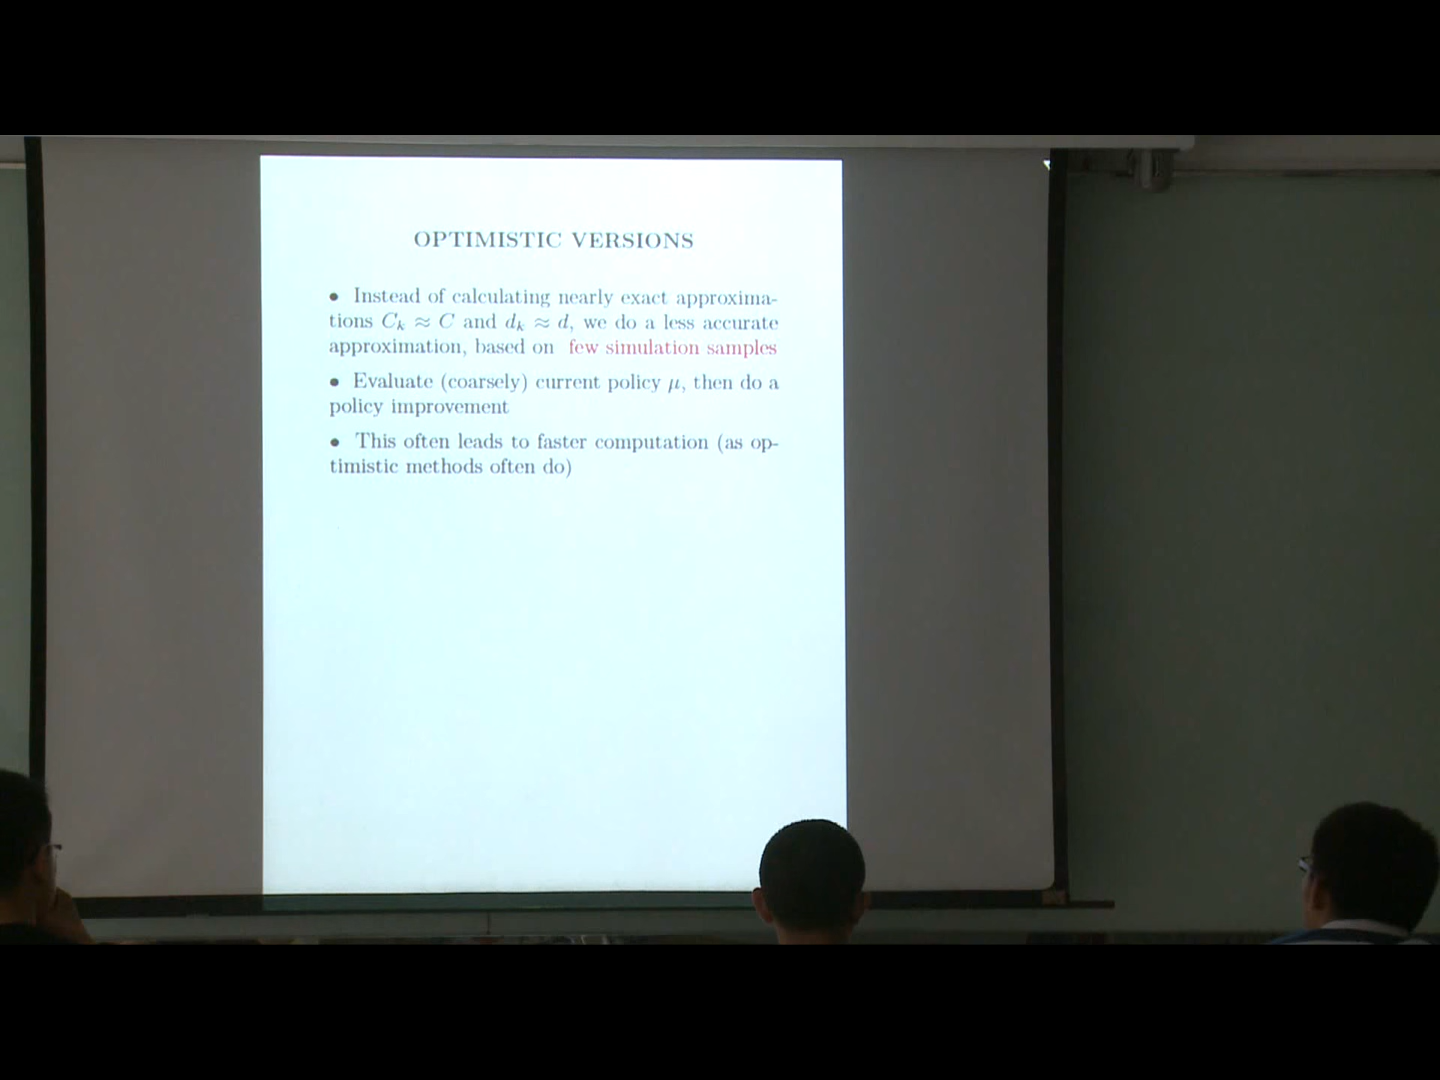 OPTIMISTIC VERSIONS
• Instead of calculating nearly exact approxima-
tions Cₖ ≈ C and dₖ ≈ d, we do a less accurate
approximation, based on few simulation samples
• Evaluate (coarsely) current policy μ, then do a
policy improvement
• This often leads to faster computation (as op-
timistic methods often do)